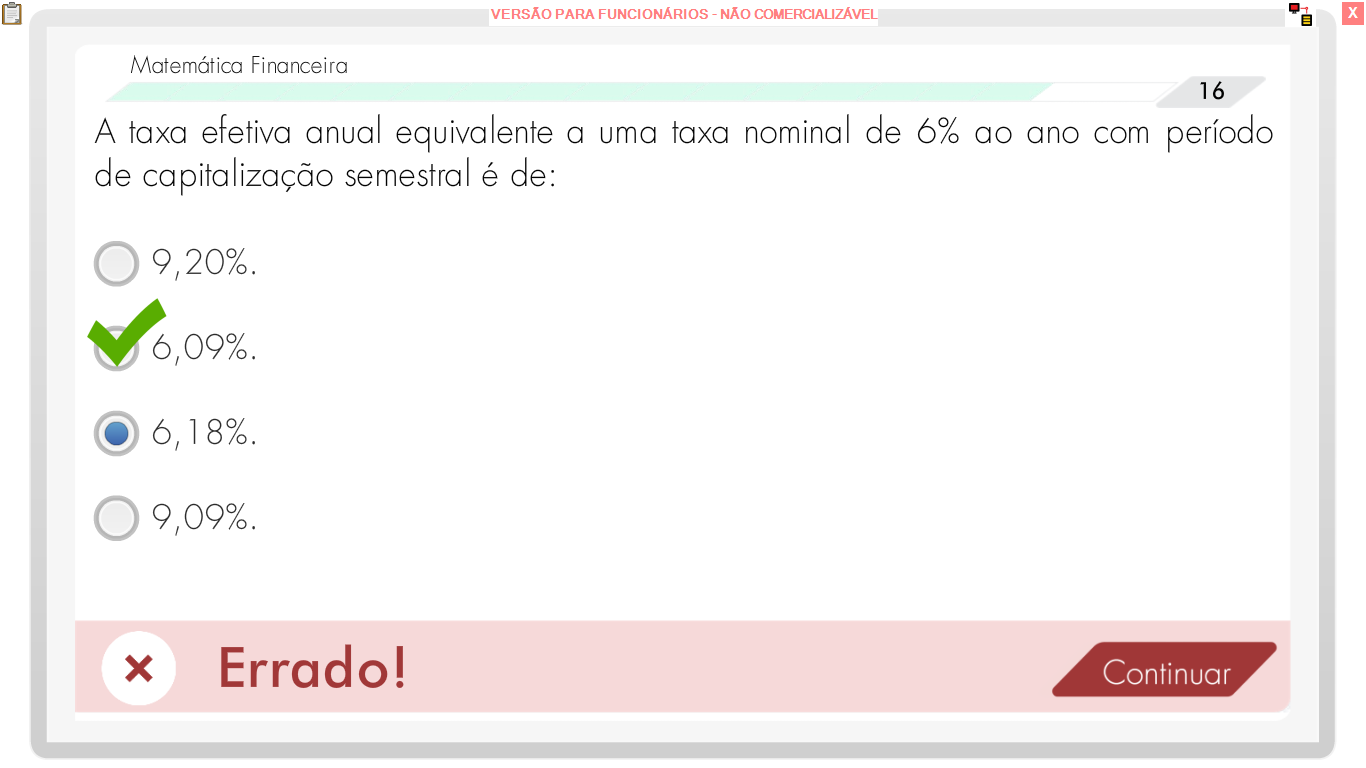 VERSÃO PARA FUNCIONÁRIOS - NÃO COMERCIALIZÁVEL
X
Matemática Financeira
16
A taxa efetiva anual equivalente a uma taxa nominal de 6% ao ano com período
de capitalização semestral é de:
9,20%.
6,09%.
6,18%.
9,09%.
Errado!
Continuar